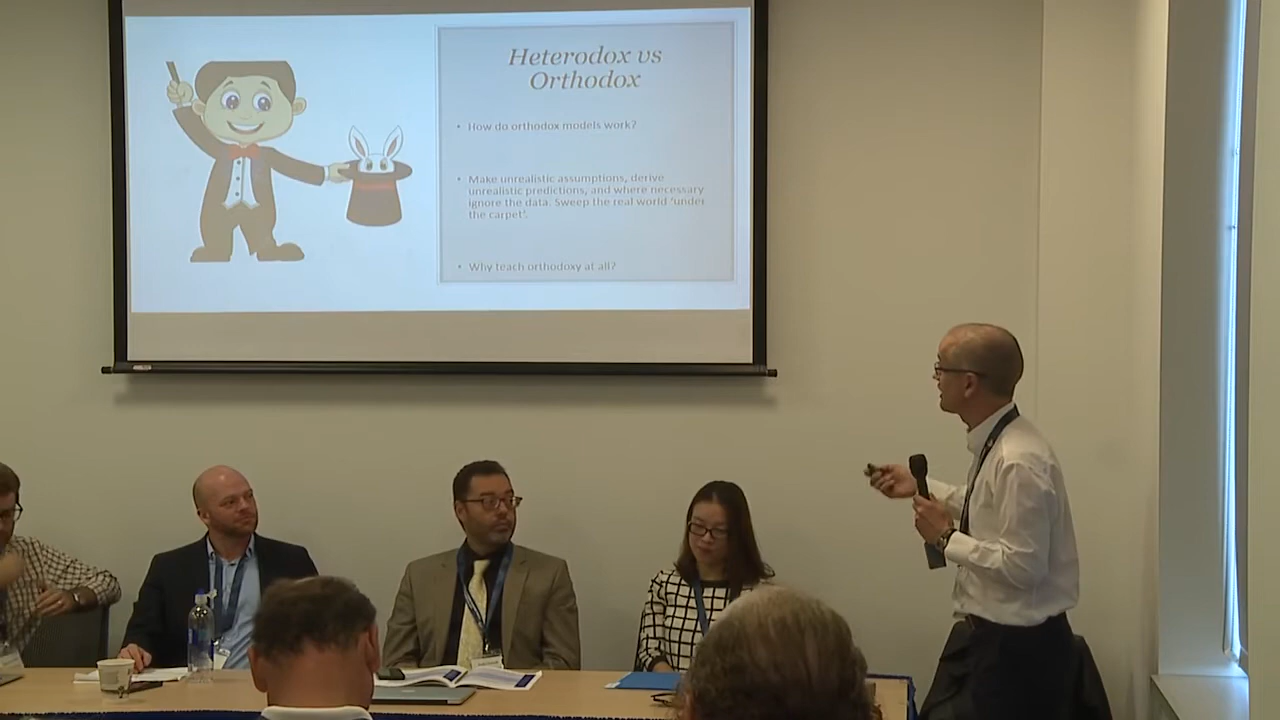 Heterodox vs
Orthodox
• How do orthodox models work?
• Make unrealistic assumptions, derive
unrealistic predictions, and where necessary
ignore the data. Sweep the real world 'under
the carpet'.
• Why teach orthodoxy at all?